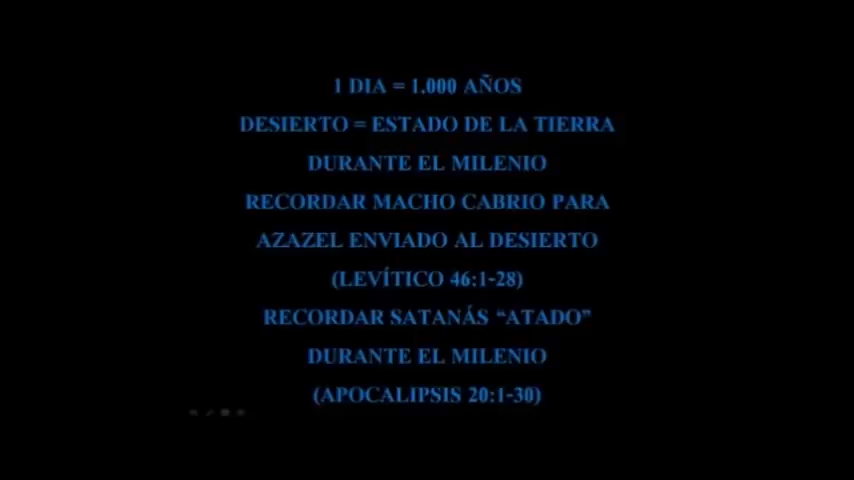 1 DIA = 1.000 AÑOS
DESIERTO = ESTADO DE LA TIERRA
DURANTE EL MILENIO
RECORDAR MACHO CABRIO PARA
AZAZEL ENVIADO AL DESIERTO
(LEVÍTICO 46:1-28)
RECORDAR SATANÁS “ATADO”
DURANTE EL MILENIO
(APOCALIPSIS 20:1-30)